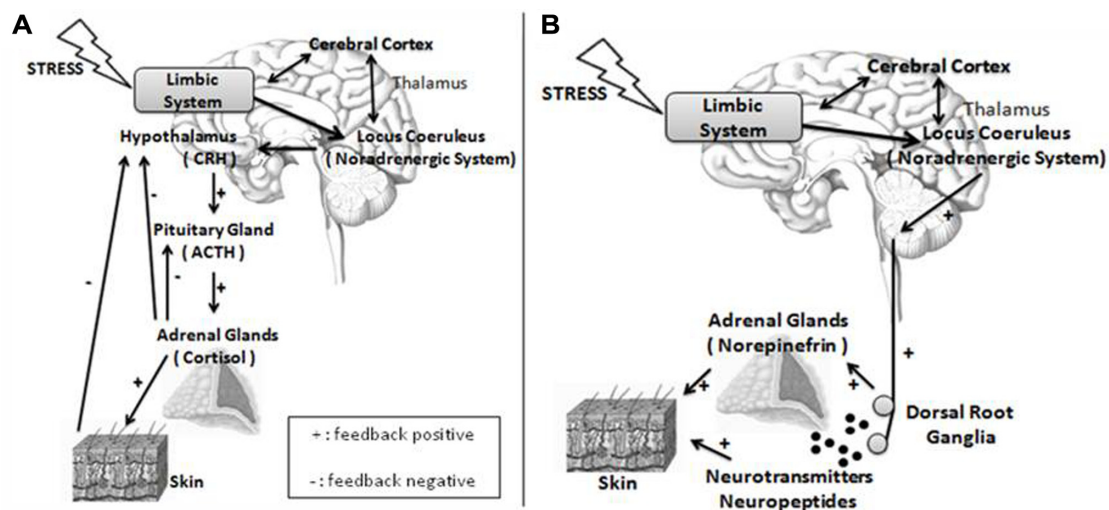 A
STRESS
Limbic
System
Cerebral Cortex
Thalamus
Hypothalamus
( CRH )
Locus Coeruleus
( Noradrenergic System)
+
-
Pituitary Gland
( ACTH )
-
-
+
Adrenal Glands
( Cortisol )
+
Skin
+ : feedback positive
- : feedback negative
B
STRESS
Limbic
System
Cerebral Cortex
Thalamus
Locus Coeruleus
( Noradrenergic System)
+
Adrenal Glands
( Norepinefrin )
+
+
+
Dorsal Root
Ganglia
+
Skin
Neurotransmitters
Neuropeptides